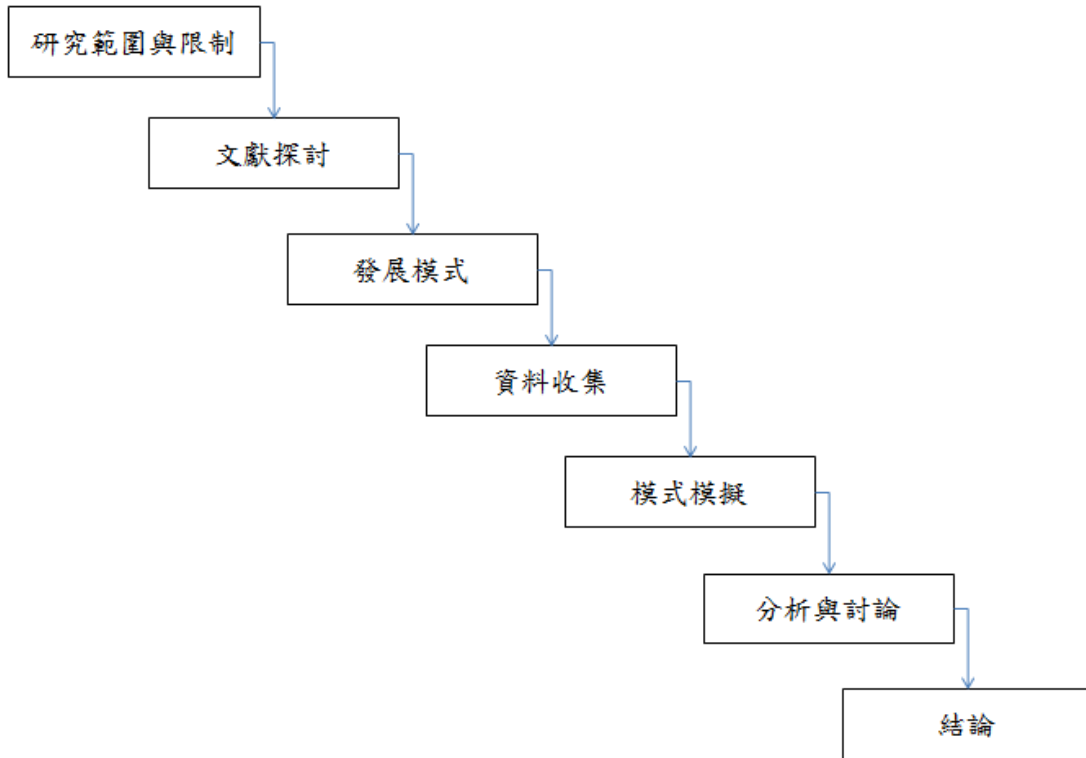 研究範圍與限制
文獻探討
發展模式
資料收集
模式模擬
分析與討論
結論